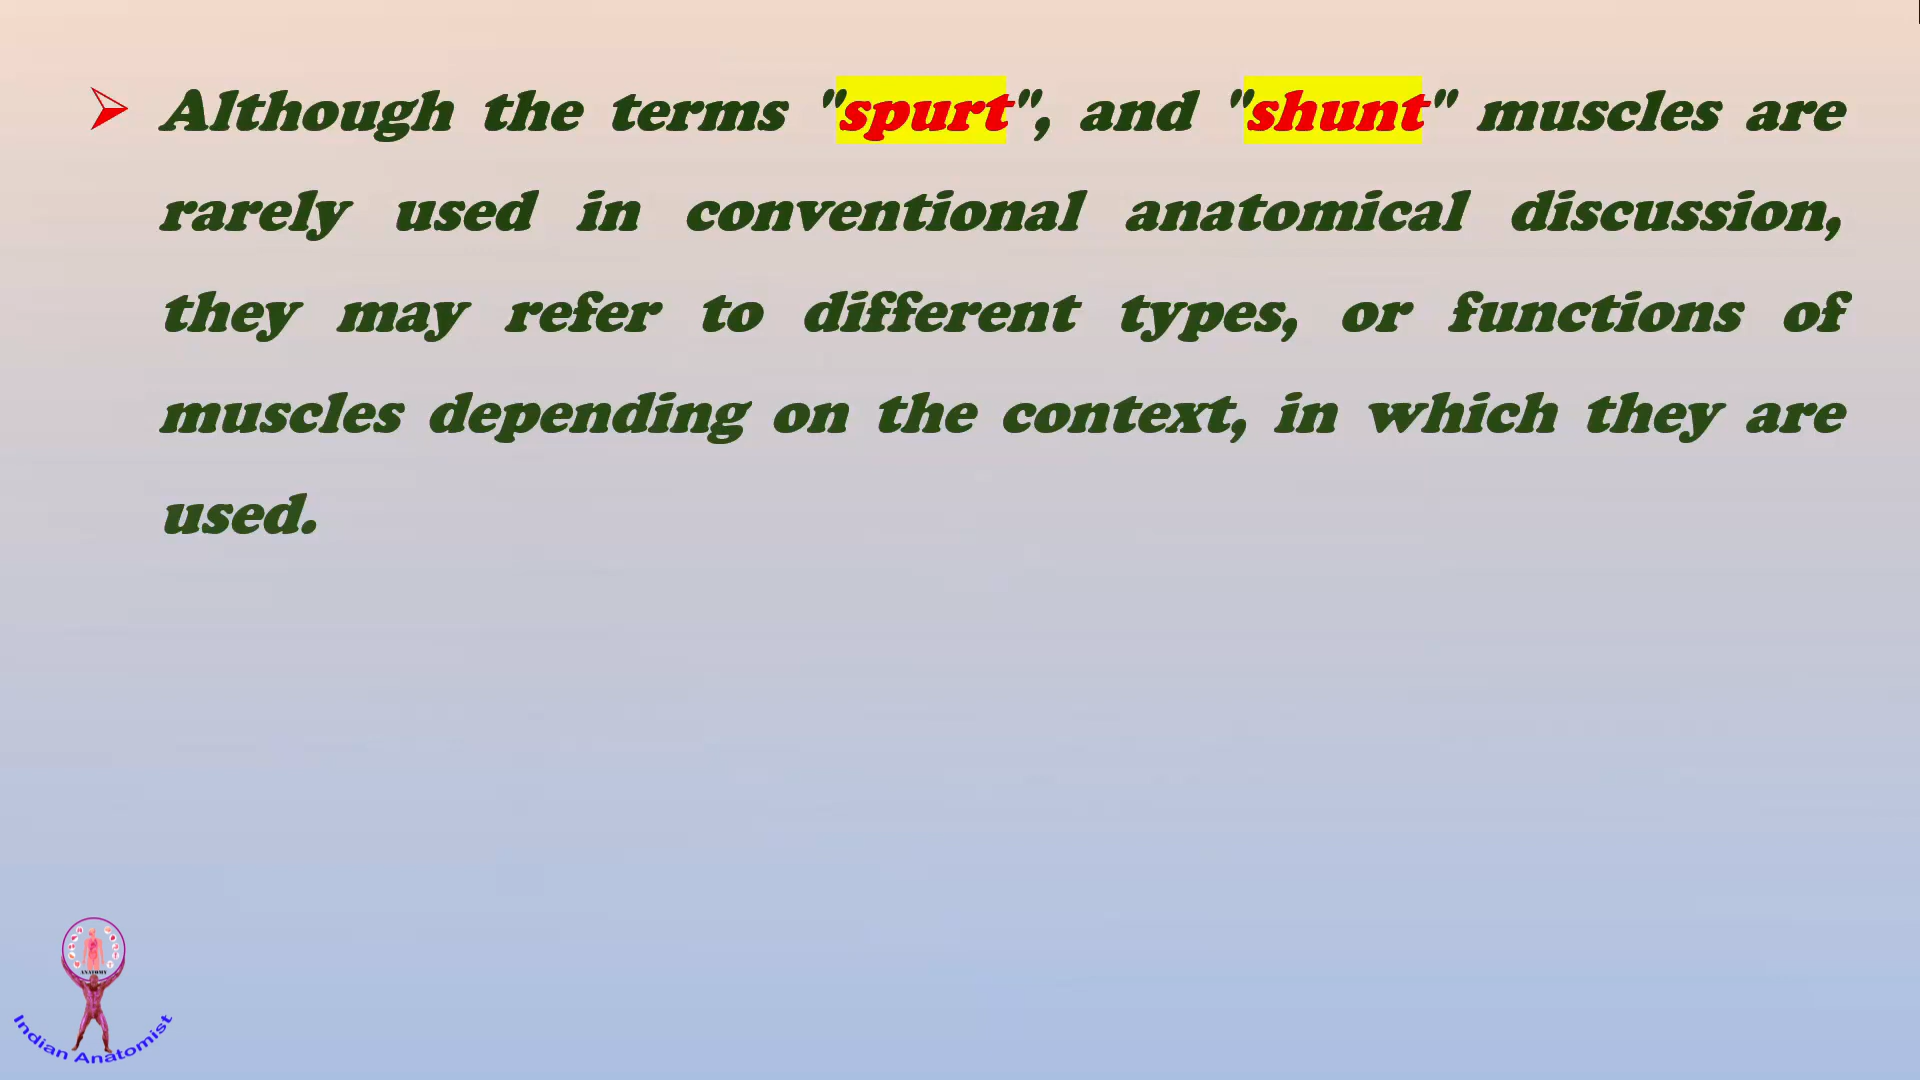 Although the terms "spurt", and "shunt" muscles are
rarely used in conventional anatomical discussion,
they may refer to different types, or functions of
muscles depending on the context, in which they are
used.
ANATOMY
Indian Anatomist